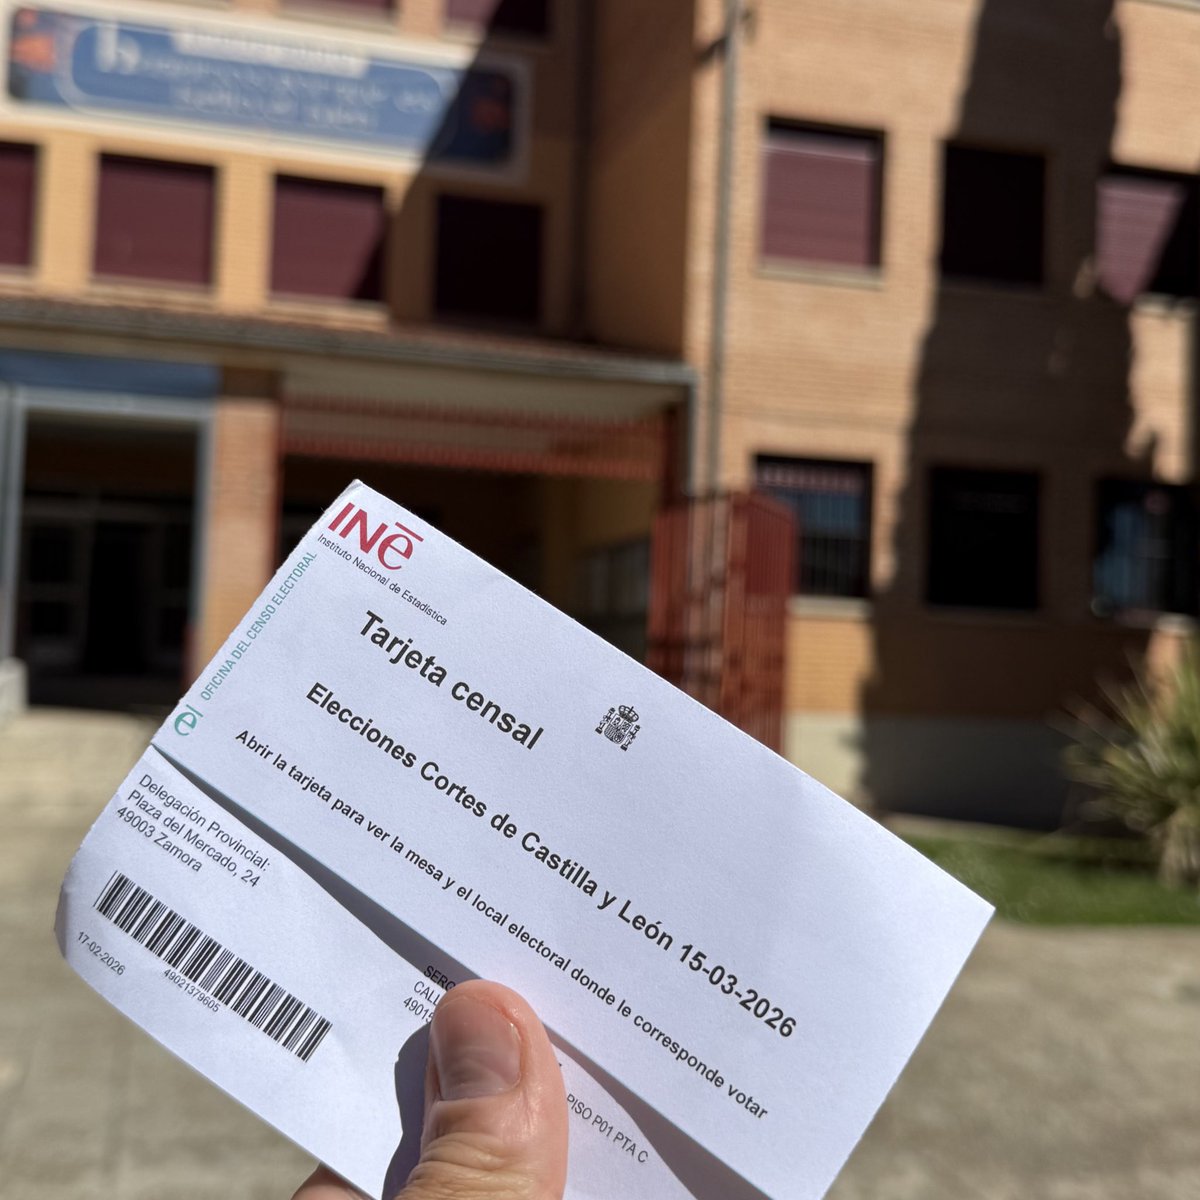 INe
Instituto Nacional de Estadística
OFICINA DEL CENSO ELECTORAL
Tarjeta censal
Elecciones Cortes de Castilla y León 15-03-2026
Abrir la tarjeta para ver la mesa y el local electoral donde le corresponde votar
Delegación Provincial:
Plaza del Mercado, 24
49003 Zamora
49021379605
17-02-2026
CALL
49015
PISO P01 PTA C